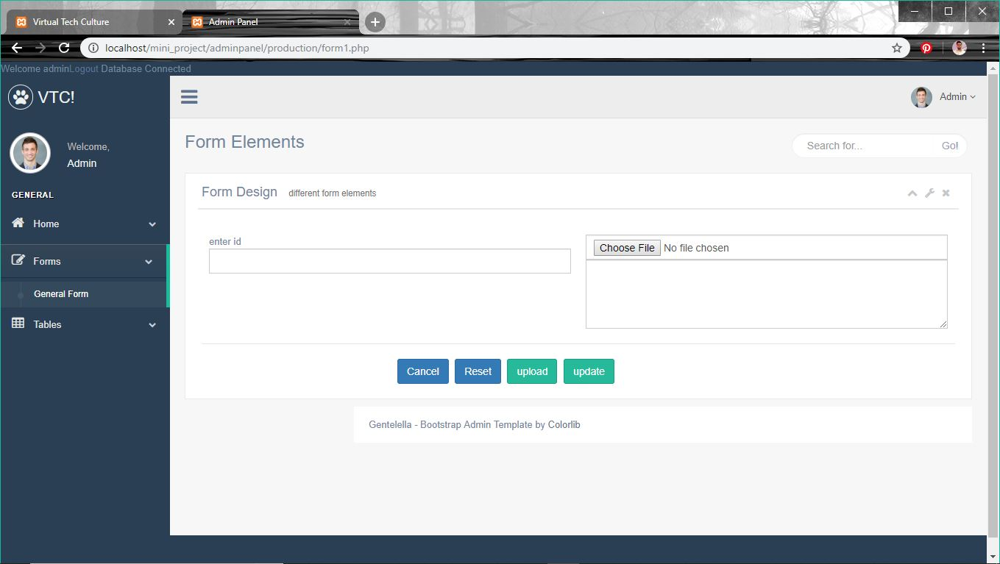 Virtual Tech Culture
Admin Panel
localhost/mini_project/adminpanel/production/form1.php
Welcome adminLogout Database Connected
VTC!
Admin
Welcome,
Admin
Form Elements
Search for...
Go!
GENERAL
Home
Forms
General Form
Tables
Form Design different form elements
enter id
Choose File No file chosen
Cancel
Reset
upload
update
Gentelella - Bootstrap Admin Template by Colorlib